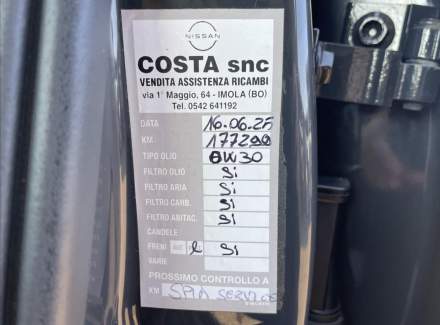 NISSAN
COSTA snc
VENDITA ASSISTENZA RICAMBI
via 1° Maggio, 64 - IMOLA (BO)
Tel. 0542 641192
DATA 16.06.25
KM. 177290
TIPO OLIO 0W30
FILTRO OLIO Si
FILTRO ARIA Si
FILTRO CARB. Si
FILTRO ABITAC. Si
CANDELE
FRENI Si
VARIE
PROSSIMO CONTROLLO A
KM SPIA